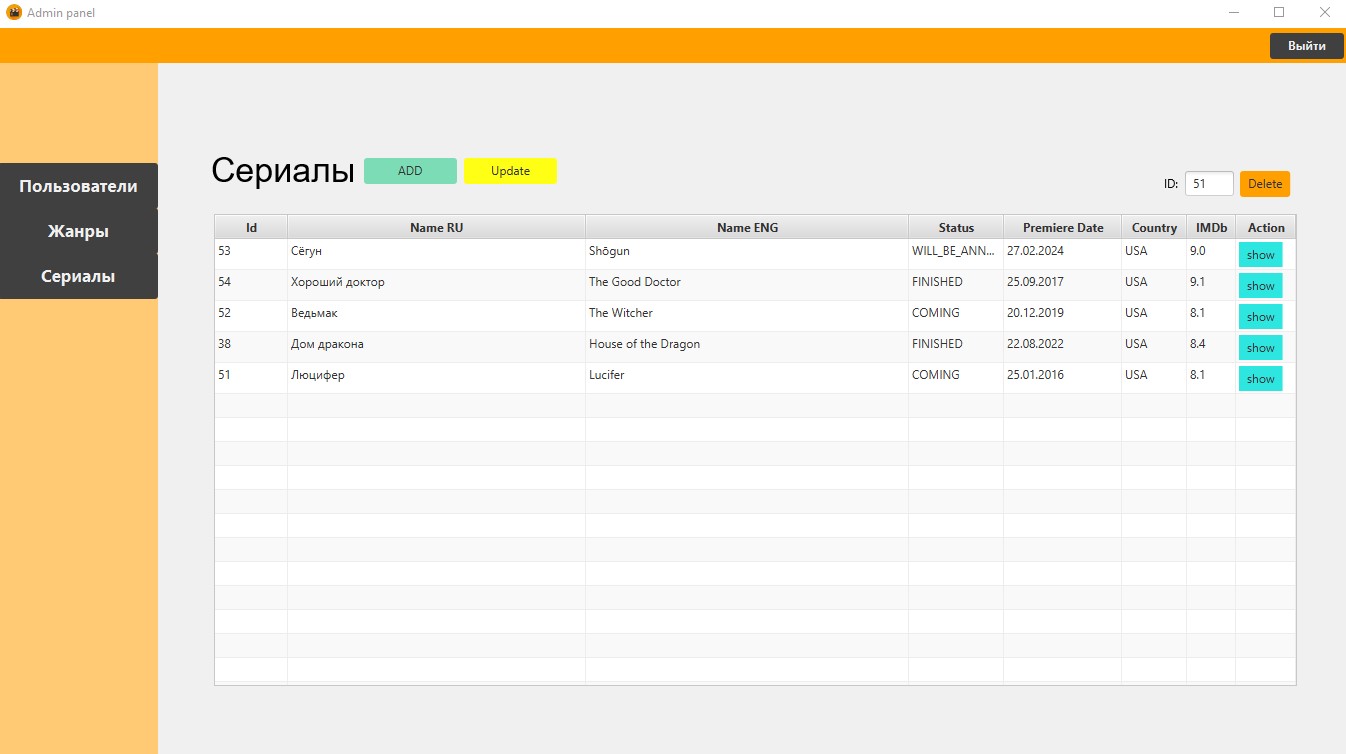 Admin panel
Выйти
Пользователи
Жанры
Сериалы
Сериалы ADD Update
ID: 51 Delete
Id Name RU Name ENG Status Premiere Date Country IMDb Action
53 Сёгун Shōgun WILL_BE_ANN... 27.02.2024 USA 9.0 show
54 Хороший доктор The Good Doctor FINISHED 25.09.2017 USA 9.1 show
52 Ведьмак The Witcher COMING 20.12.2019 USA 8.1 show
38 Дом дракона House of the Dragon FINISHED 22.08.2022 USA 8.4 show
51 Люцифер Lucifer COMING 25.01.2016 USA 8.1 show